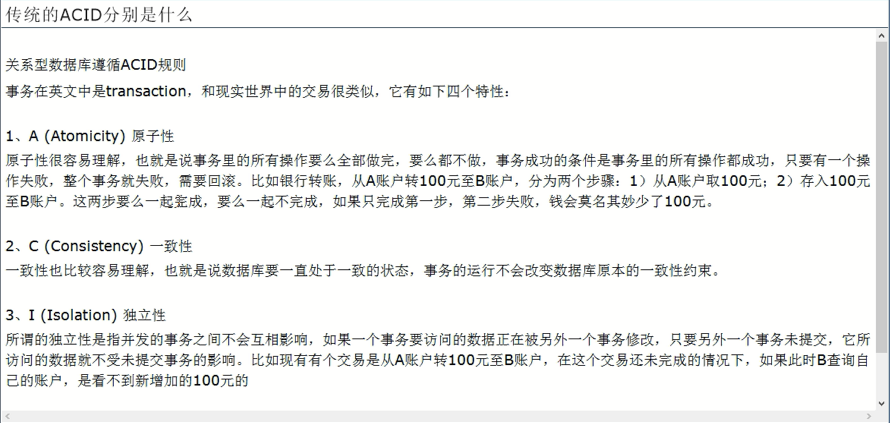 传统的ACID分别是什么
关系型数据库遵循ACID规则
事务在英文中是transaction，和现实世界中的交易很类似，它有如下四个特性：
1、A (Atomicity) 原子性
原子性很容易理解，也就是说事务里的所有操作要么全部做完，要么都不做，事务成功的条件是事务里的所有操作都成功，只要有一个操
作失败，整个事务就失败，需要回滚。比如银行转账，从A账户转100元至B账户，分为两个步骤：1）从A账户取100元；2）存入100元
至B账户。这两步要么一起完成，要么一起不完成，如果只完成第一步，第二步失败，钱会莫名其妙少了100元。
2、C (Consistency) 一致性
一致性也比较容易理解，也就是说数据库要一直处于一致的状态，事务的运行不会改变数据库原本的一致性约束。
3、I (Isolation) 独立性
所谓的独立性是指并发的事务之间不会互相影响，如果一个事务要访问的数据正在被另外一个事务修改，只要另外一个事务未提交，它所
访问的数据就不受未提交事务的影响。比如现有有个交易是从A账户转100元至B账户，在这个交易还未完成的情况下，如果此时B查询自
己的账户，是看不到新增加的100元的